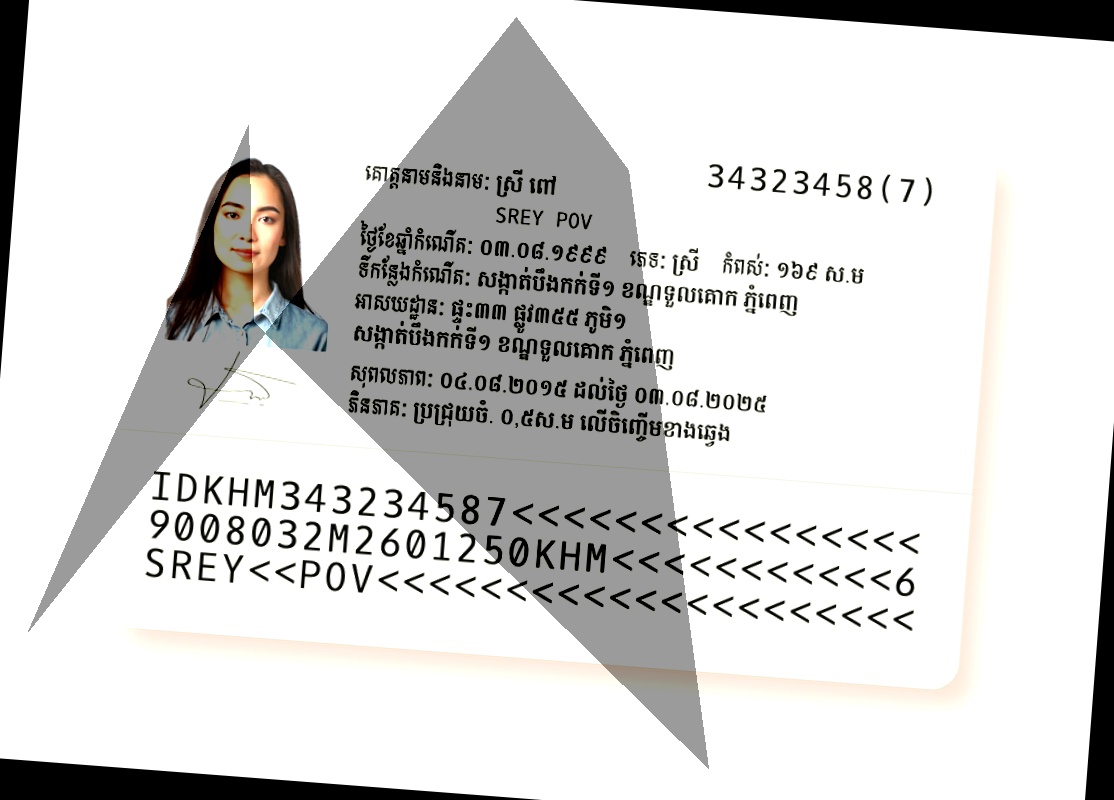 គោត្តនាមនិងនាម: ស្រី ពៅ 34323458(7)
SREY POV
ថ្ងៃខែឆ្នាំកំណើត: ០៣.០៨.១៩៩៩ ភេទ: ស្រី កំពស់: ១៦៩ ស.ម
ទីកន្លែងកំណើត: សង្កាត់បឹងកក់ទី១ ខណ្ឌទួលគោក ភ្នំពេញ
អាសយដ្ឋាន: ផ្ទះ៣៣ ផ្លូវ៣៥៥ ភូមិ១
សង្កាត់បឹងកក់ទី១ ខណ្ឌទួលគោក ភ្នំពេញ
សុពលភាព: ០៤.០៨.២០១៥ ដល់ថ្ងៃ ០៣.០៨.២០២៥
ភិនភាគ: ប្រជ្រុយចំ. 0,៥ស.ម លើចិញ្ចើមខាងឆ្វេង
IDKHM343234587<<<<<<<<<<<<<<<<
9008032M2601250KHM<<<<<<<<<<<6
SREY<<POV<<<<<<<<<<<<<<<<<<<<<